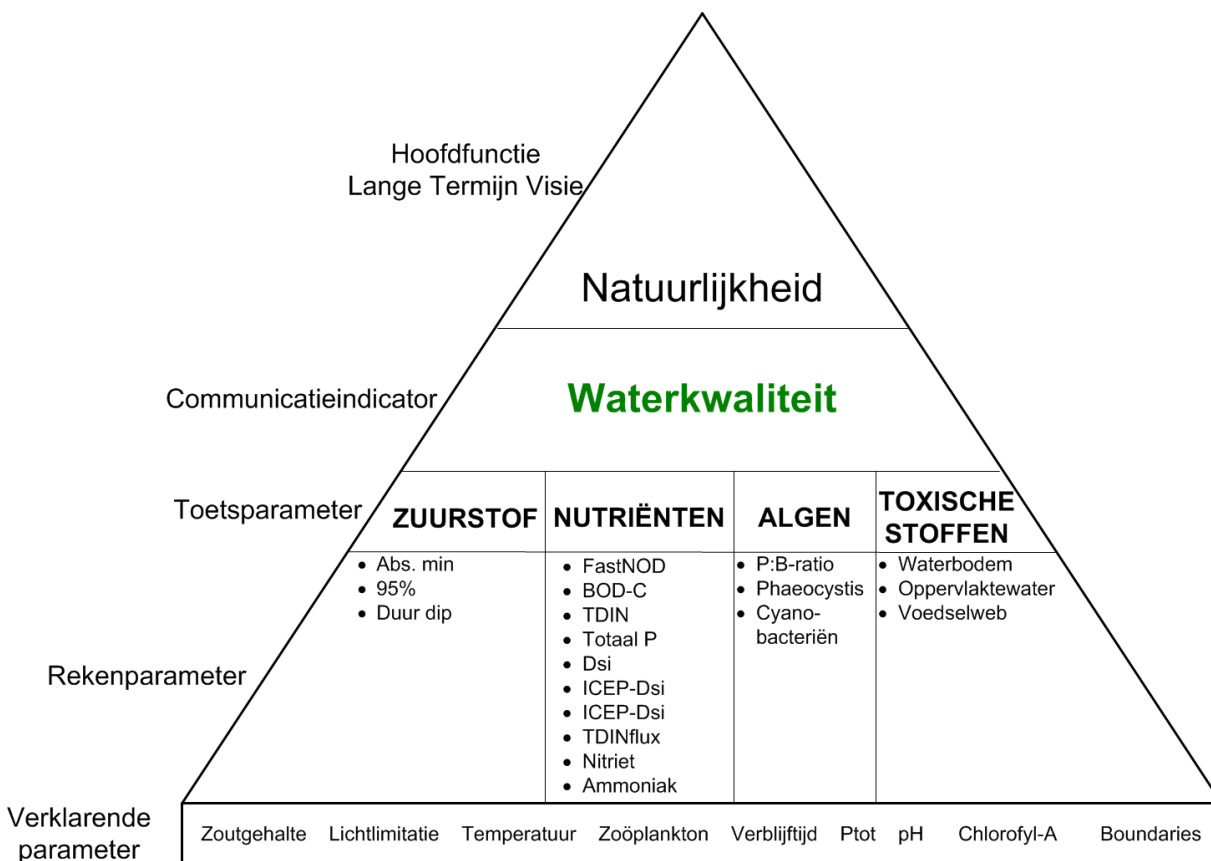 Hoofdfunctie
Lange Termijn Visie
Natuurlijkheid
Communicatieindicator
Waterkwaliteit
Toetsparameter
ZUURSTOF
NUTRIËNTEN
ALGEN
TOXISCHE
STOFFEN
• Abs. min
• 95%
• Duur dip
• FastNOD
• BOD-C
• TDIN
• Totaal P
• Dsi
• ICEP-Dsi
• ICEP-Dsi
• TDINflux
• Nitriet
• Ammoniak
• P:B-ratio
• Phaeocystis
• Cyano-
bacteriën
• Waterbodem
• Oppervlaktewater
• Voedselweb
Rekenparameter
Verklarende
parameter
Zoutgehalte Lichtlimitatie Temperatuur Zoöplankton Verblijftijd Ptot pH Chlorofyl-A Boundaries